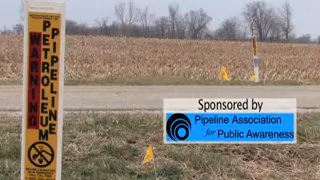 WARNING
PETROLEUM
PIPELINE
Sponsored by
Pipeline Association
for Public Awareness